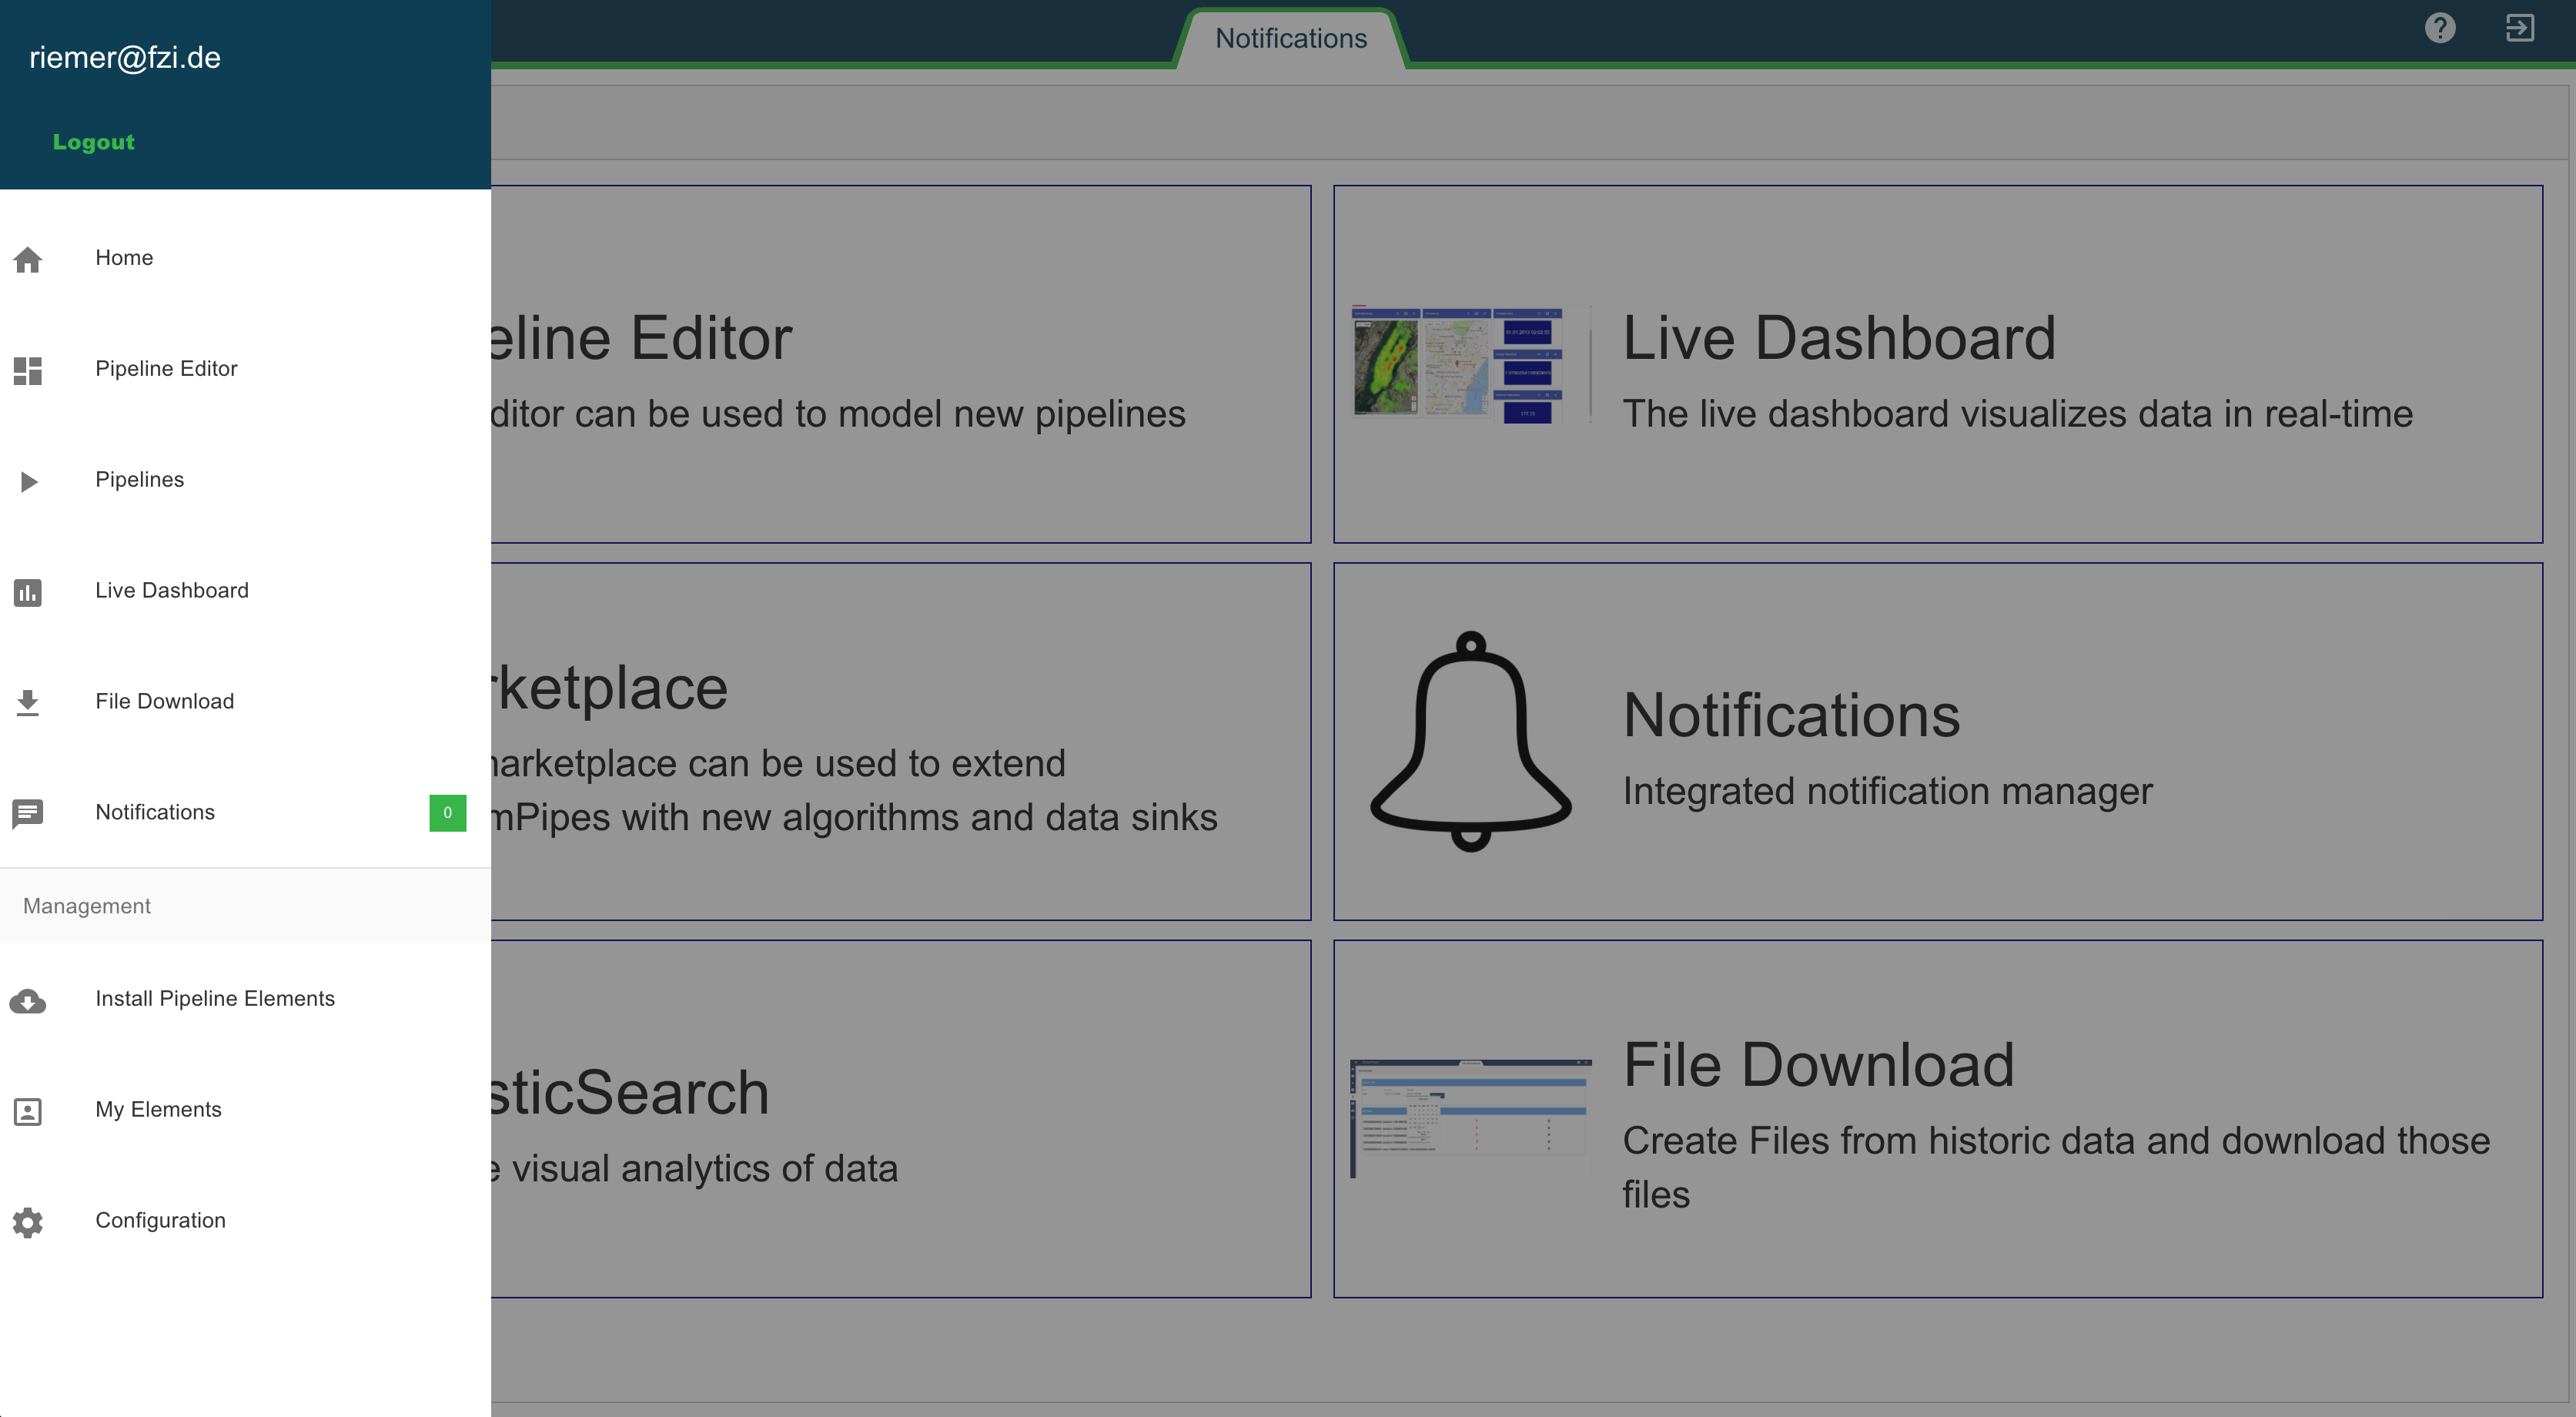 riemer@fzi.de
Logout
Home
Pipeline Editor
Pipelines
Live Dashboard
File Download
Notifications 0
Management
Install Pipeline Elements
My Elements
Configuration
Notifications
eline Editor
ditor can be used to model new pipelines
Live Dashboard
The live dashboard visualizes data in real-time
rketplace
arketplace can be used to extend
mPipes with new algorithms and data sinks
Notifications
Integrated notification manager
sticSearch
e visual analytics of data
File Download
Create Files from historic data and download those
files